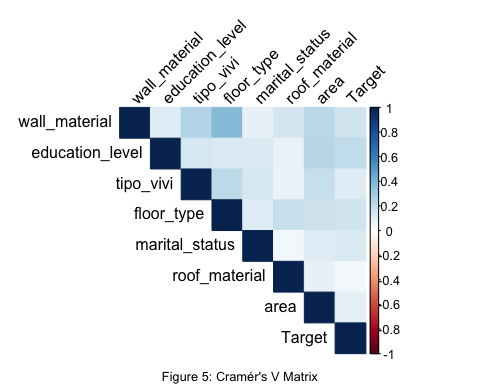 wall_material
education_level
tipo_vivi
floor_type
marital_status
roof_material
area
Target
wall_material
education_level
tipo_vivi
floor_type
marital_status
roof_material
area
Target
1
0.8
0.6
0.4
0.2
0
-0.2
-0.4
-0.6
-0.8
-1
Figure 5: Cramér's V Matrix